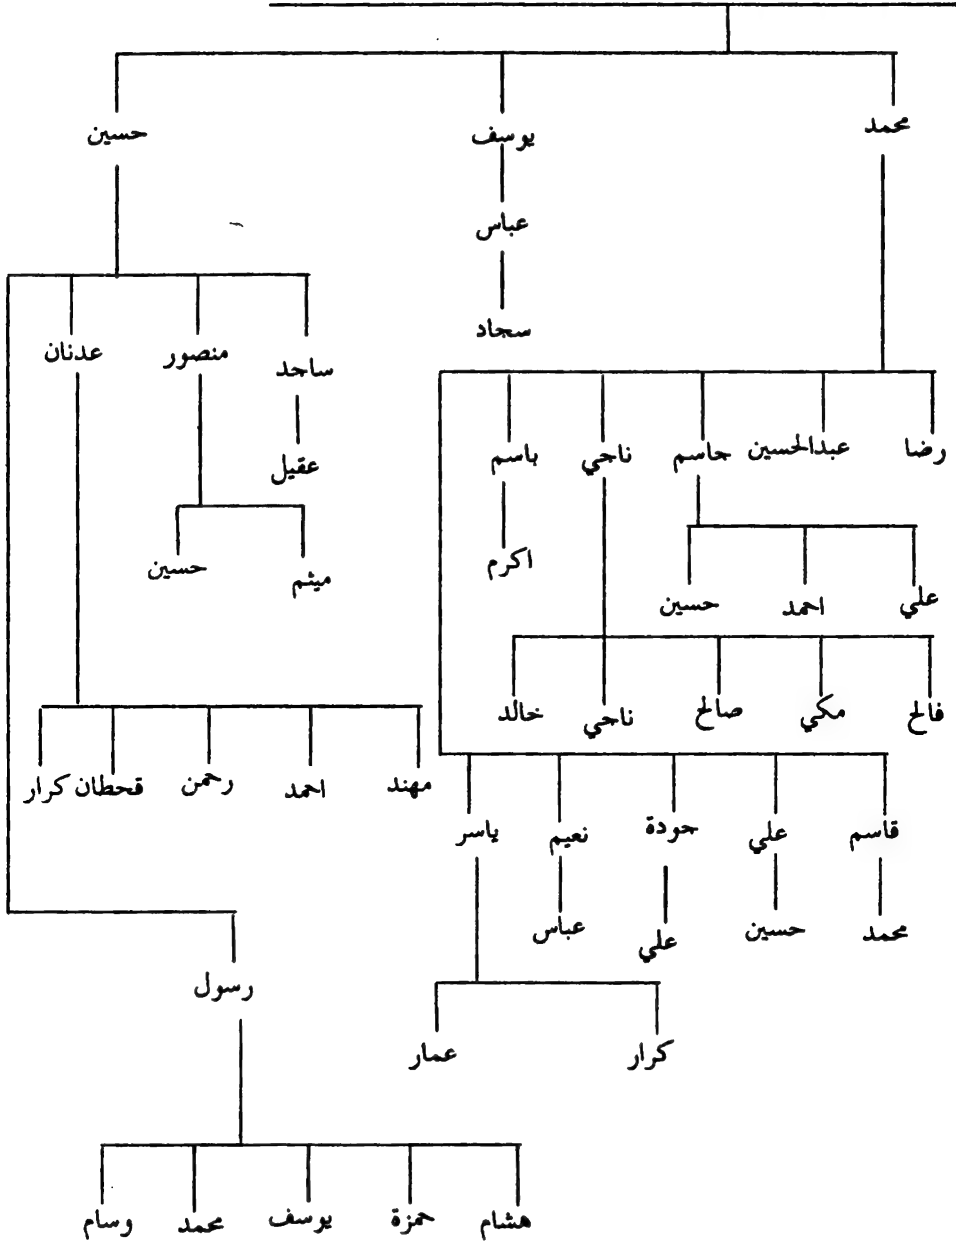 محمد يوسف حسين
عباس
سجاد
ساجد منصور عدنان
رضا عبدالحسين جاسم ناجي باسم
عقيل
اكرم
ميثم حسين
علي احمد حسين
فالح مكي صالح ناجي خالد
مهند احمد رحمن قحطان كرار
قاسم علي جودة نعيم ياسر
محمد حسين علي عباس
رسول
كرار عمار
هشام حمزة يوسف محمد وسام